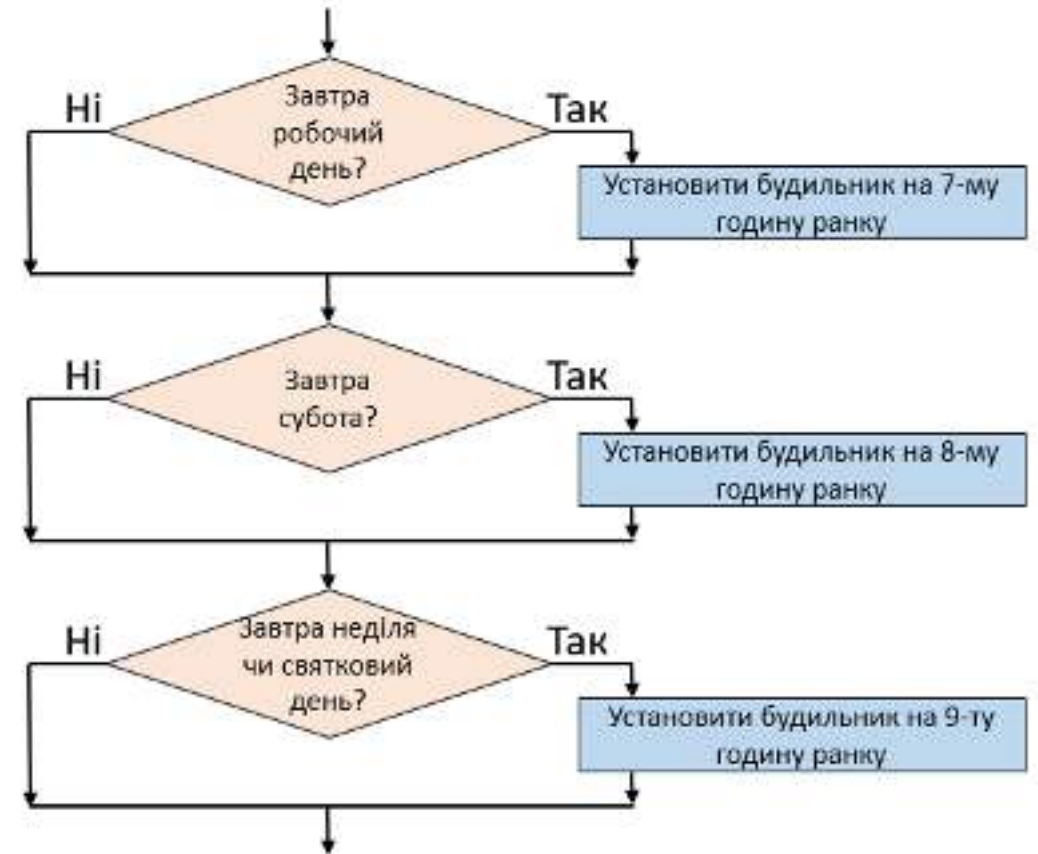 Завтра
робочий
день?
Ні
Так
Установити будильник на 7-му
годину ранку
Завтра
субота?
Ні
Так
Установити будильник на 8-му
годину ранку
Завтра неділя
чи святковий
день?
Ні
Так
Установити будильник на 9-ту
годину ранку